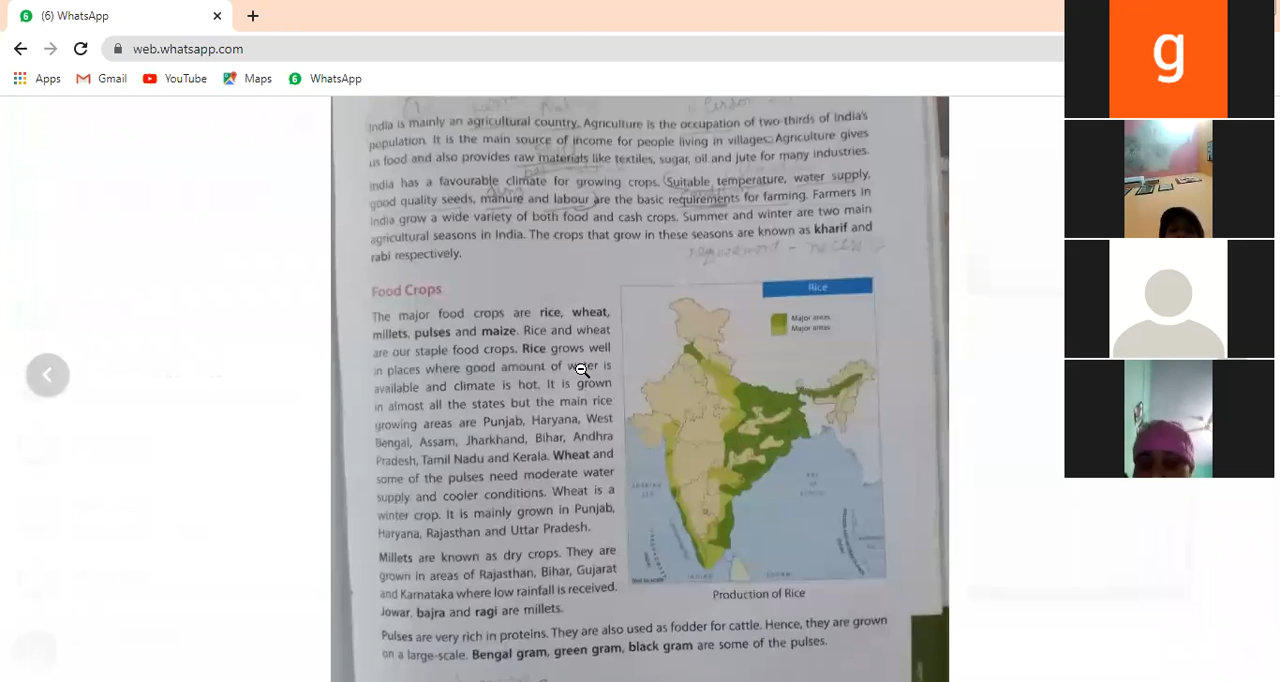 (6) WhatsApp
web.whatsapp.com
Apps
Gmail
YouTube
Maps
WhatsApp
g
India is mainly an agricultural country. Agriculture is the occupation of two-thirds of India's
population. It is the main source of income for people living in villages. Agriculture gives
us food and also provides raw materials like textiles, sugar, oil and jute for many industries.
India has a favourable climate for growing crops. Suitable temperature, water supply,
good quality seeds, manure and labour are the basic requirements for farming. Farmers in
India grow a wide variety of both food and cash crops. Summer and winter are two main
agricultural seasons in India. The crops that grow in these seasons are known as kharif and
rabi respectively.
Food Crops
The major food crops are rice, wheat,
millets, pulses and maize. Rice and wheat
are our staple food crops. Rice grows well
in places where good amount of water is
available and climate is hot. It is grown
in almost all the states but the main rice
growing areas are Punjab, Haryana, West
Bengal, Assam, Jharkhand, Bihar, Andhra
Pradesh, Tamil Nadu and Kerala. Wheat and
some of the pulses need moderate water
supply and cooler conditions. Wheat is a
winter crop. It is mainly grown in Punjab,
Haryana, Rajasthan and Uttar Pradesh.
Millets are known as dry crops. They are
grown in areas of Rajasthan, Bihar, Gujarat
and Karnataka where low rainfall is received.
Jowar, bajra and ragi are millets.
Rice
Major areas
Major areas
Production of Rice
Pulses are very rich in proteins. They are also used as fodder for cattle. Hence, they are grown
on a large-scale. Bengal gram, green gram, black gram are some of the pulses.